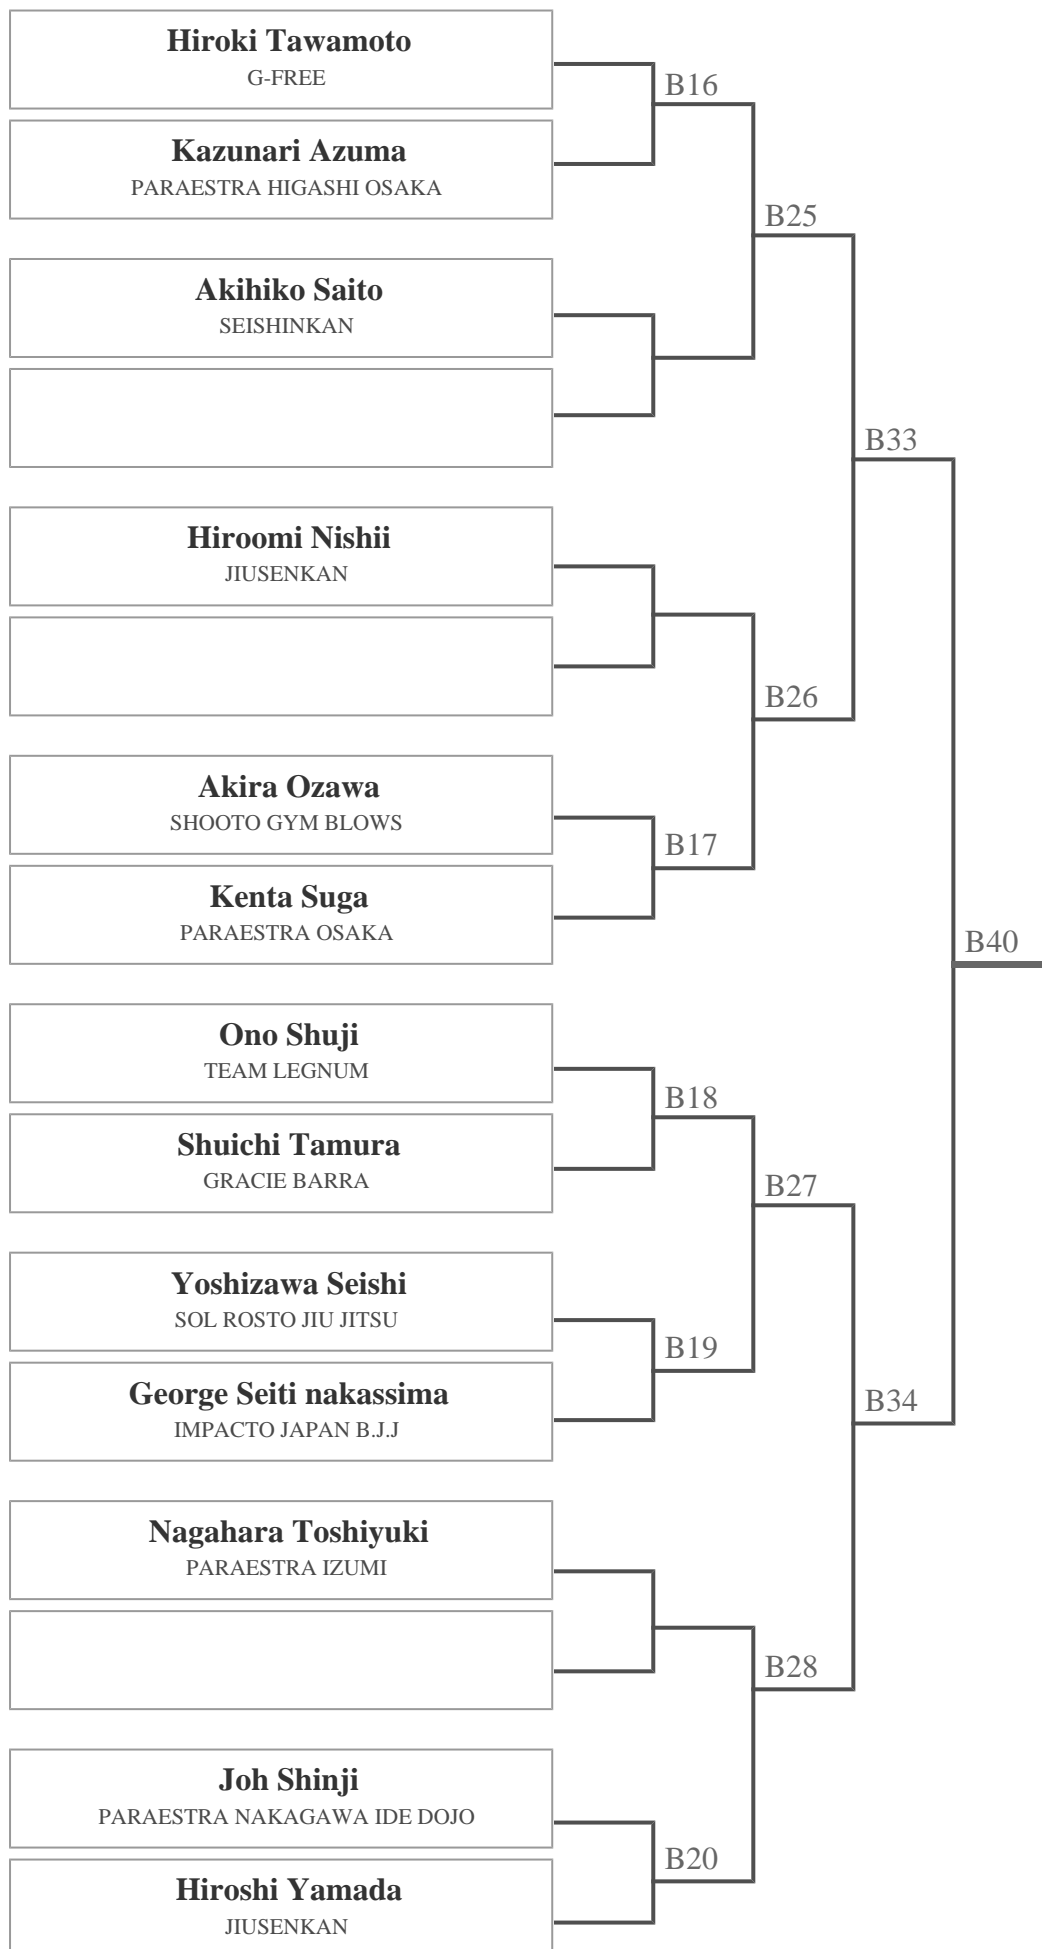 Hiroki Tawamoto
G-FREE
B16
Kazunari Azuma
PARAESTRA HIGASHI OSAKA
B25
Akihiko Saito
SEISHINKAN
B33
Hiroomi Nishii
JIUSENKAN
B26
Akira Ozawa
SHOOTO GYM BLOWS
B17
Kenta Suga
PARAESTRA OSAKA
B40
Ono Shuji
TEAM LEGNUM
B18
Shuichi Tamura
GRACIE BARRA
B27
Yoshizawa Seishi
SOL ROSTO JIU JITSU
B19
George Seiti nakassima
IMPACTO JAPAN B.J.J
B34
Nagahara Toshiyuki
PARAESTRA IZUMI
B28
Joh Shinji
PARAESTRA NAKAGAWA IDE DOJO
B20
Hiroshi Yamada
JIUSENKAN